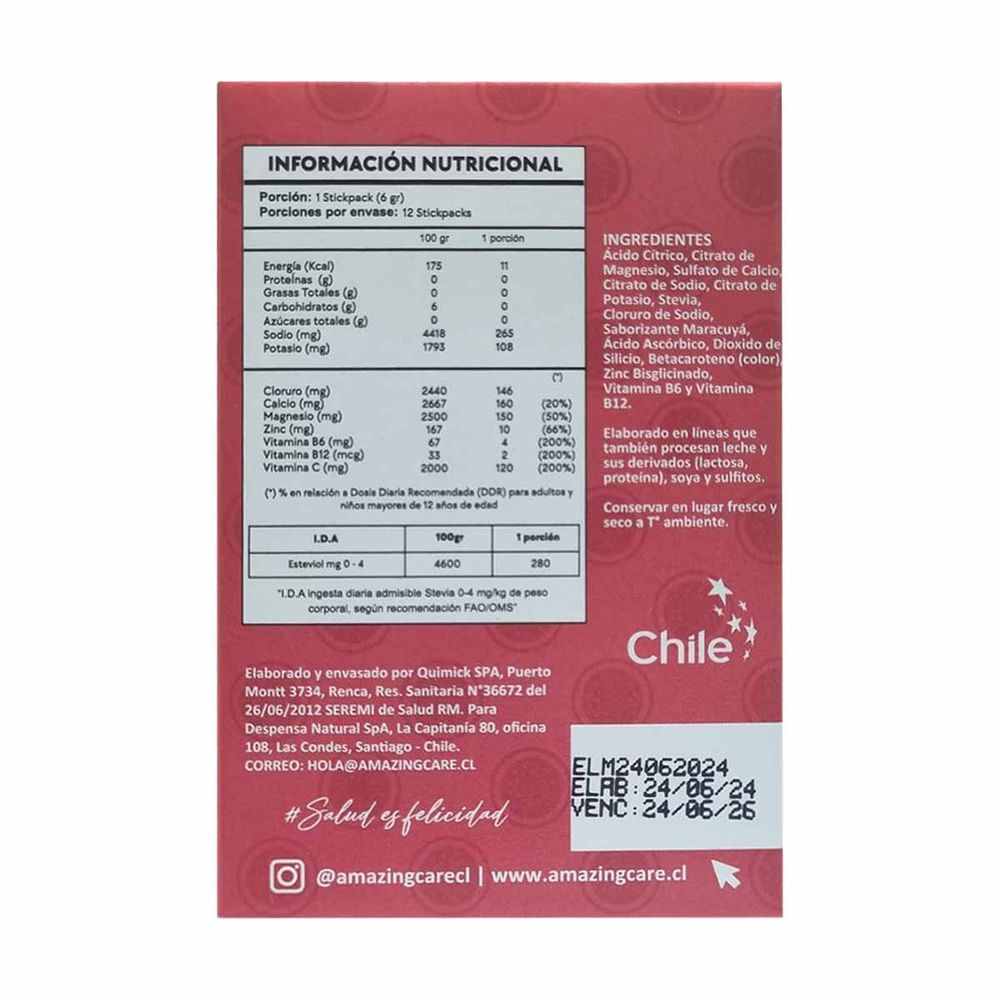 INFORMACIÓN NUTRICIONAL
Porción: 1 Stickpack (6 gr)
Porciones por envase: 12 Stickpacks
100 gr 1 porción
Energía (Kcal) 175 11
Proteínas (g) 0 0
Grasas Totales (g) 0 0
Carbohidratos (g) 6 0
Azúcares totales (g) 0 0
Sodio (mg) 4418 265
Potasio (mg) 1793 108
(*)
Cloruro (mg) 2440 146
Calcio (mg) 2667 160 (20%)
Magnesio (mg) 2500 150 (50%)
Zinc (mg) 167 10 (66%)
Vitamina B6 (mg) 67 4 (200%)
Vitamina B12 (mcg) 33 2 (200%)
Vitamina C (mg) 2000 120 (200%)
(*) % en relación a Dosis Diaria Recomendada (DDR) para adultos y
niños mayores de 12 años de edad
I.D.A 100gr 1 porción
Esteviol mg 0 - 4 4600 280
"I.D.A ingesta diaria admisible Stevia 0-4 mg/kg de peso
corporal, según recomendación FAO/OMS"
INGREDIENTES
Ácido Cítrico, Citrato de
Magnesio, Sulfato de Calcio,
Citrato de Sodio, Citrato de
Potasio, Stevia,
Cloruro de Sodio,
Saborizante Maracuyá,
Ácido Ascórbico, Dioxido de
Silicio, Betacaroteno (color),
Zinc Bisglicinado,
Vitamina B6 y Vitamina
B12.
Elaborado en líneas que
también procesan leche y
sus derivados (lactosa,
proteína), soya y sulfitos.
Conservar en lugar fresco y
seco a T° ambiente.
Chile
Elaborado y envasado por Quimick SPA, Puerto
Montt 3734, Renca, Res. Sanitaria N°36672 del
26/06/2012 SEREMI de Salud RM. Para
Despensa Natural SpA, La Capitanía 80, oficina
108, Las Condes, Santiago - Chile.
CORREO: HOLA@AMAZINGCARE.CL
ELM24062024
ELAB:24/06/24
VENC:24/06/26
#Salud es felicidad
@amazingcarecl | www.amazingcare.cl